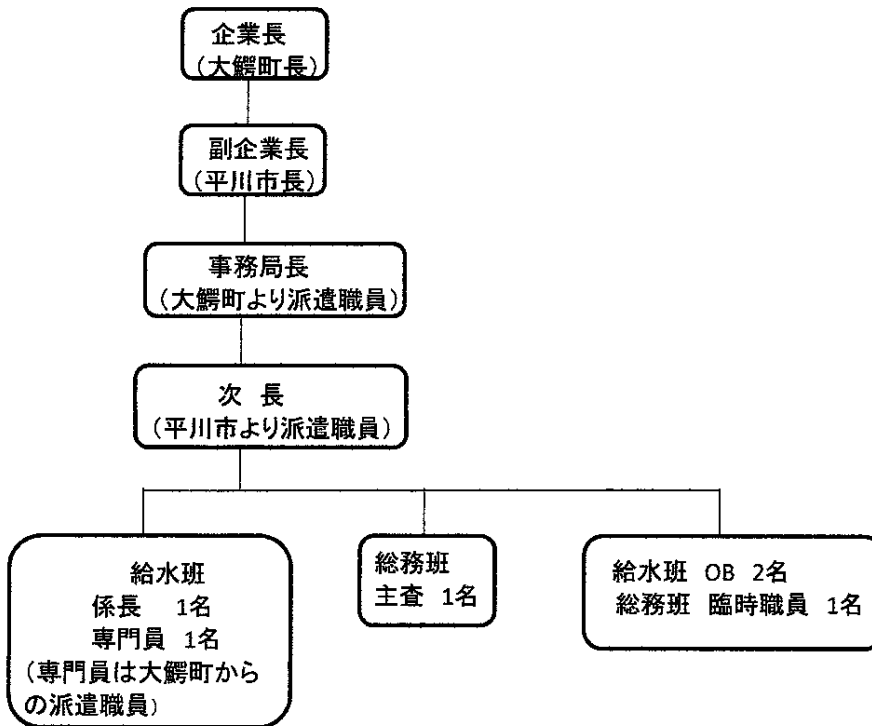 企業長
(大鰐町長)
副企業長
(平川市長)
事務局長
(大鰐町より派遣職員)
次 長
(平川市より派遣職員)
給水班
係長 1名
専門員 1名
(専門員は大鰐町から
の派遣職員)
総務班
主査 1名
給水班 OB 2名
総務班 臨時職員 1名